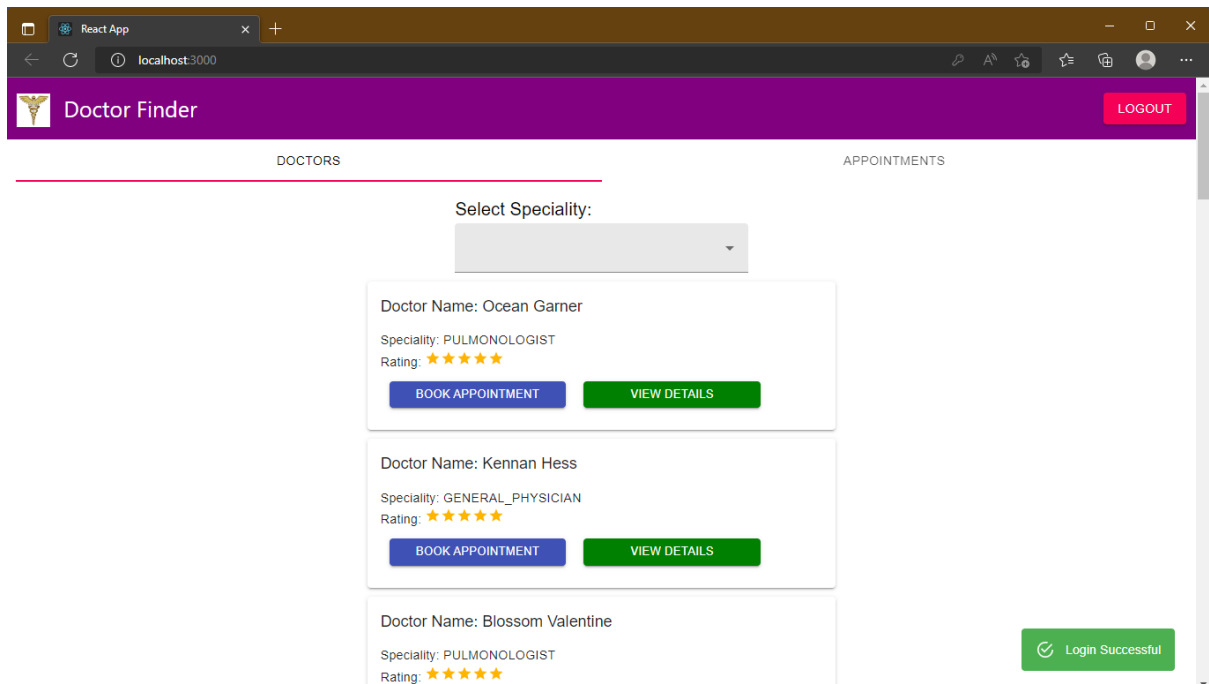 React App
localhost:3000
Doctor Finder
LOGOUT
DOCTORS
APPOINTMENTS
Select Speciality:
Doctor Name: Ocean Garner
Speciality: PULMONOLOGIST
Rating:
BOOK APPOINTMENT VIEW DETAILS
Doctor Name: Kennan Hess
Speciality: GENERAL_PHYSICIAN
Rating:
BOOK APPOINTMENT VIEW DETAILS
Doctor Name: Blossom Valentine
Speciality: PULMONOLOGIST
Rating:
Login Successful